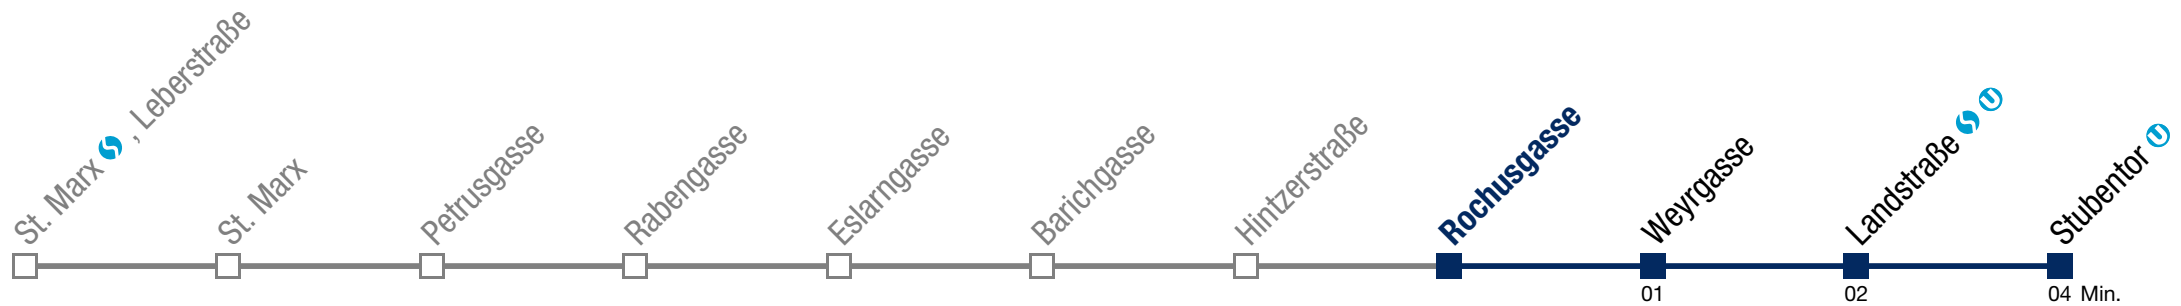 St. Marx S , Leberstraße
St. Marx
Petrusgasse
Rabengasse
Eslarngasse
Barichgasse
Hintzerstraße
Rochusgasse
Weyrgasse
Landstraße S U
Stubentor U
01
02
04 Min.